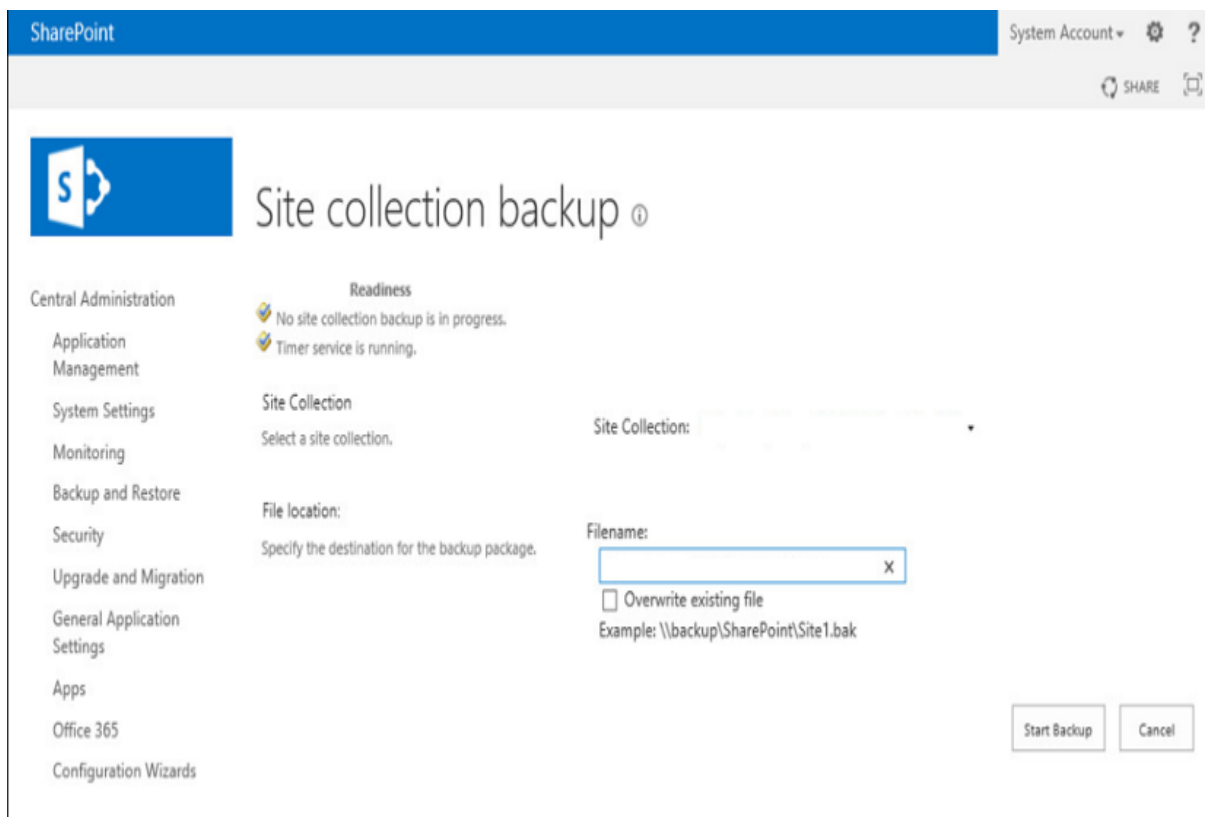 SharePoint
System Account
?
SHARE
S
Site collection backup
Central Administration
Application
Management
System Settings
Monitoring
Backup and Restore
Security
Upgrade and Migration
General Application
Settings
Apps
Office 365
Configuration Wizards
Readiness
No site collection backup is in progress.
Timer service is running.
Site Collection
Select a site collection.
Site Collection:
File location:
Specify the destination for the backup package.
Filename:
X
Overwrite existing file
Example: \\backup\SharePoint\Site1.bak
Start Backup
Cancel